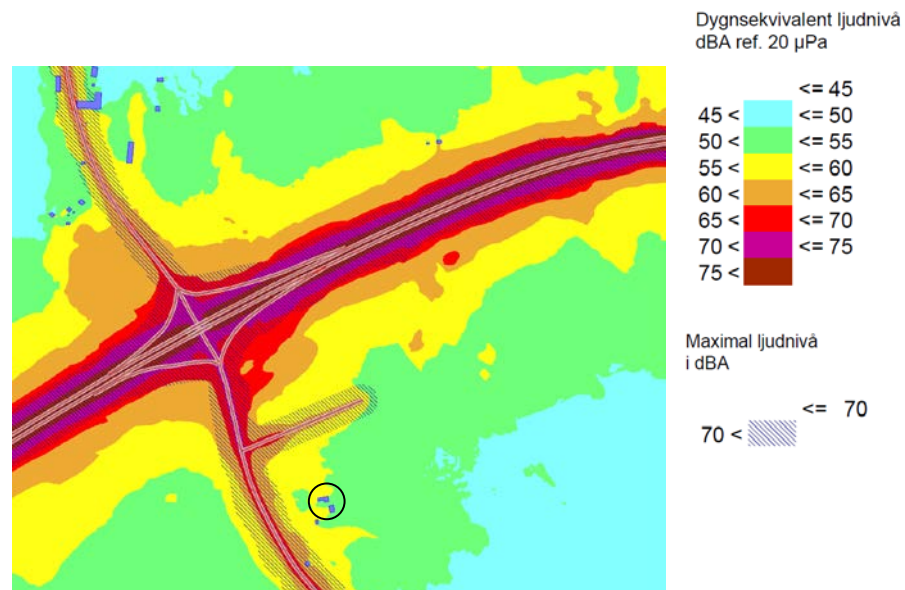 Dygnsekvivalent ljudnivå
dBA ref. 20 µPa
<= 45
45 < <= 50
50 < <= 55
55 < <= 60
60 < <= 65
65 < <= 70
70 < <= 75
75 <
Maximal ljudnivå
i dBA
<= 70
70 <